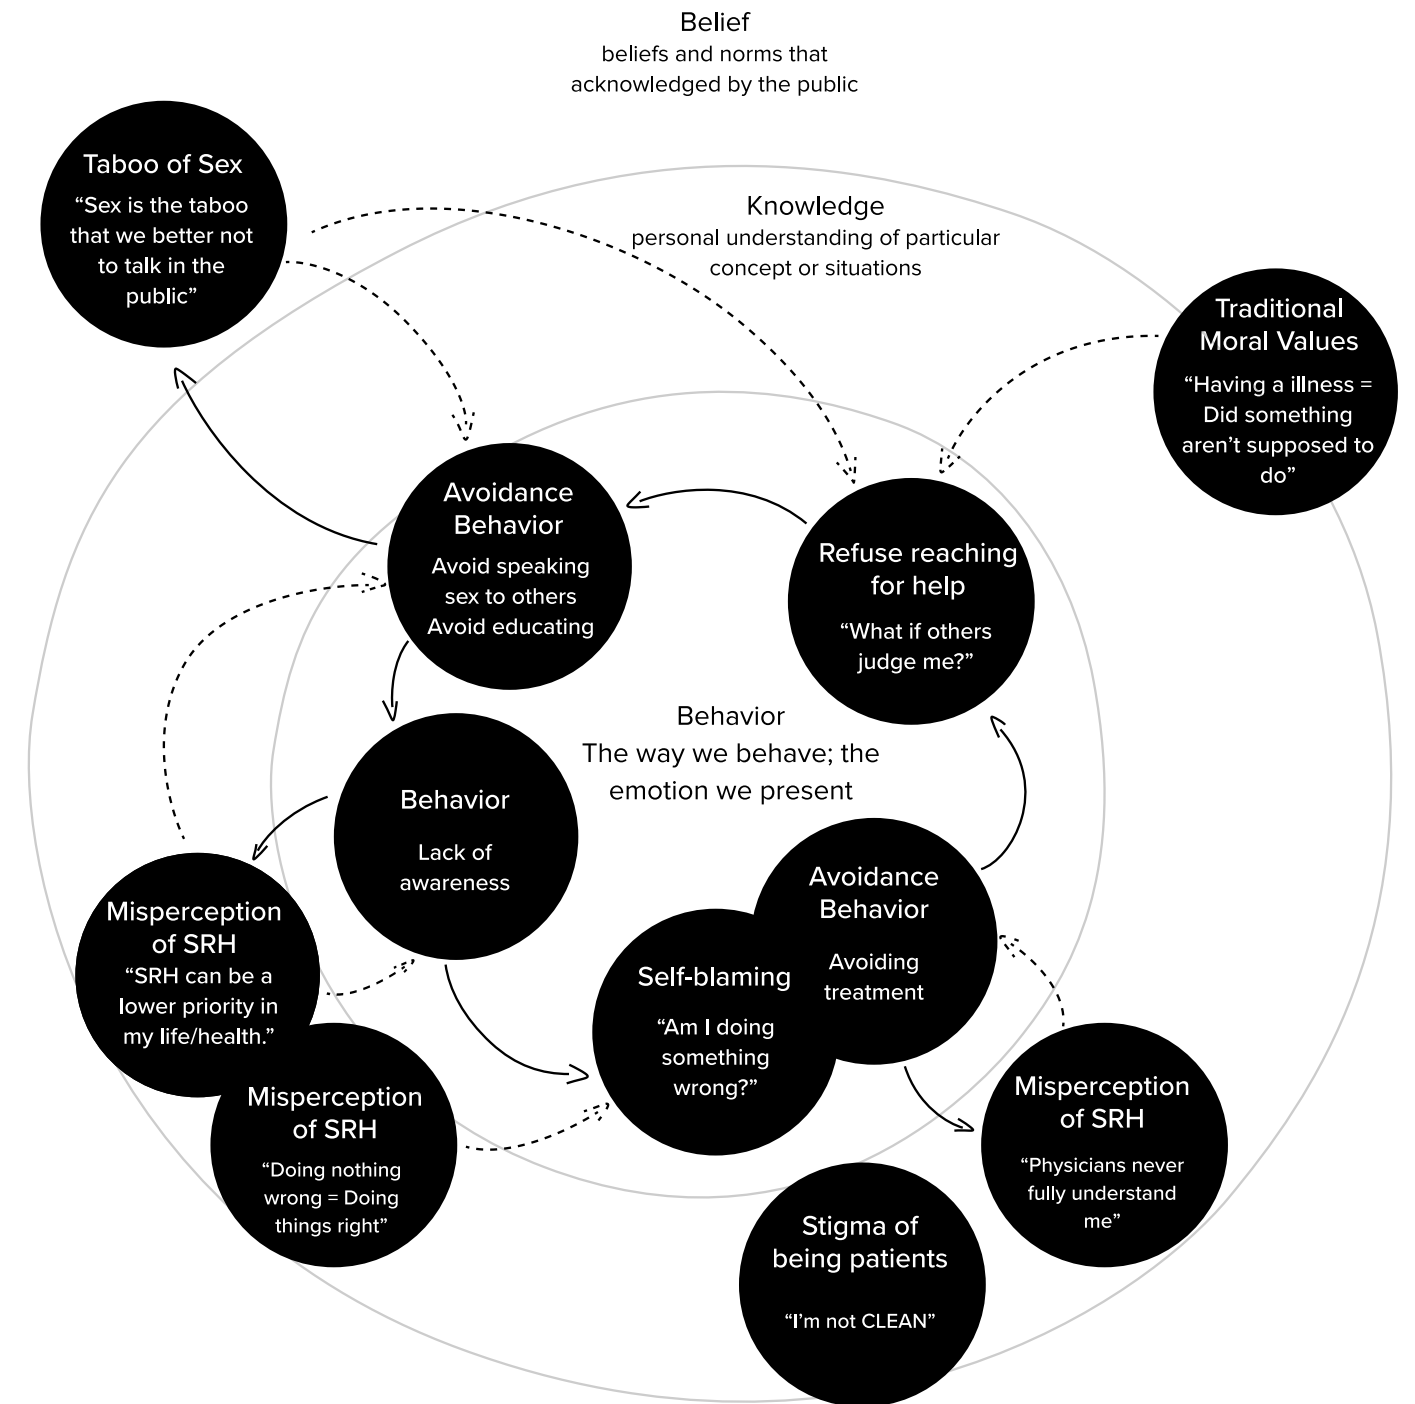 Belief
beliefs and norms that
acknowledged by the public
Taboo of Sex
“Sex is the taboo
that we better not
to talk in the
public”
Knowledge
personal understanding of particular
concept or situations
Traditional
Moral Values
“Having a illness =
Did something
aren’t supposed to
do”
Avoidance
Behavior
Avoid speaking
sex to others
Avoid educating
Refuse reaching
for help
“What if others
judge me?”
Behavior
The way we behave; the
emotion we present
Behavior
Lack of
awareness
Avoidance
Behavior
Avoiding
treatment
Misperception
of SRH
“SRH can be a
lower priority in
my life/health.”
Self-blaming
“Am I doing
something
wrong?”
Misperception
of SRH
“Doing nothing
wrong = Doing
things right”
Misperception
of SRH
“Physicians never
fully understand
me”
Stigma of
being patients
“I’m not CLEAN”